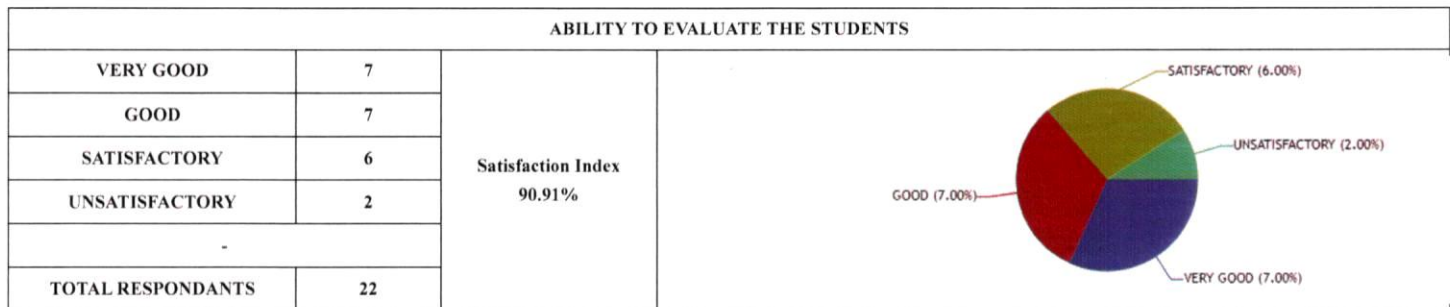 ABILITY TO EVALUATE THE STUDENTS
VERY GOOD 7
GOOD 7
SATISFACTORY 6
UNSATISFACTORY 2
-
TOTAL RESPONDANTS 22
Satisfaction Index
90.91%
SATISFACTORY (6.00%)
UNSATISFACTORY (2.00%)
GOOD (7.00%)
VERY GOOD (7.00%)